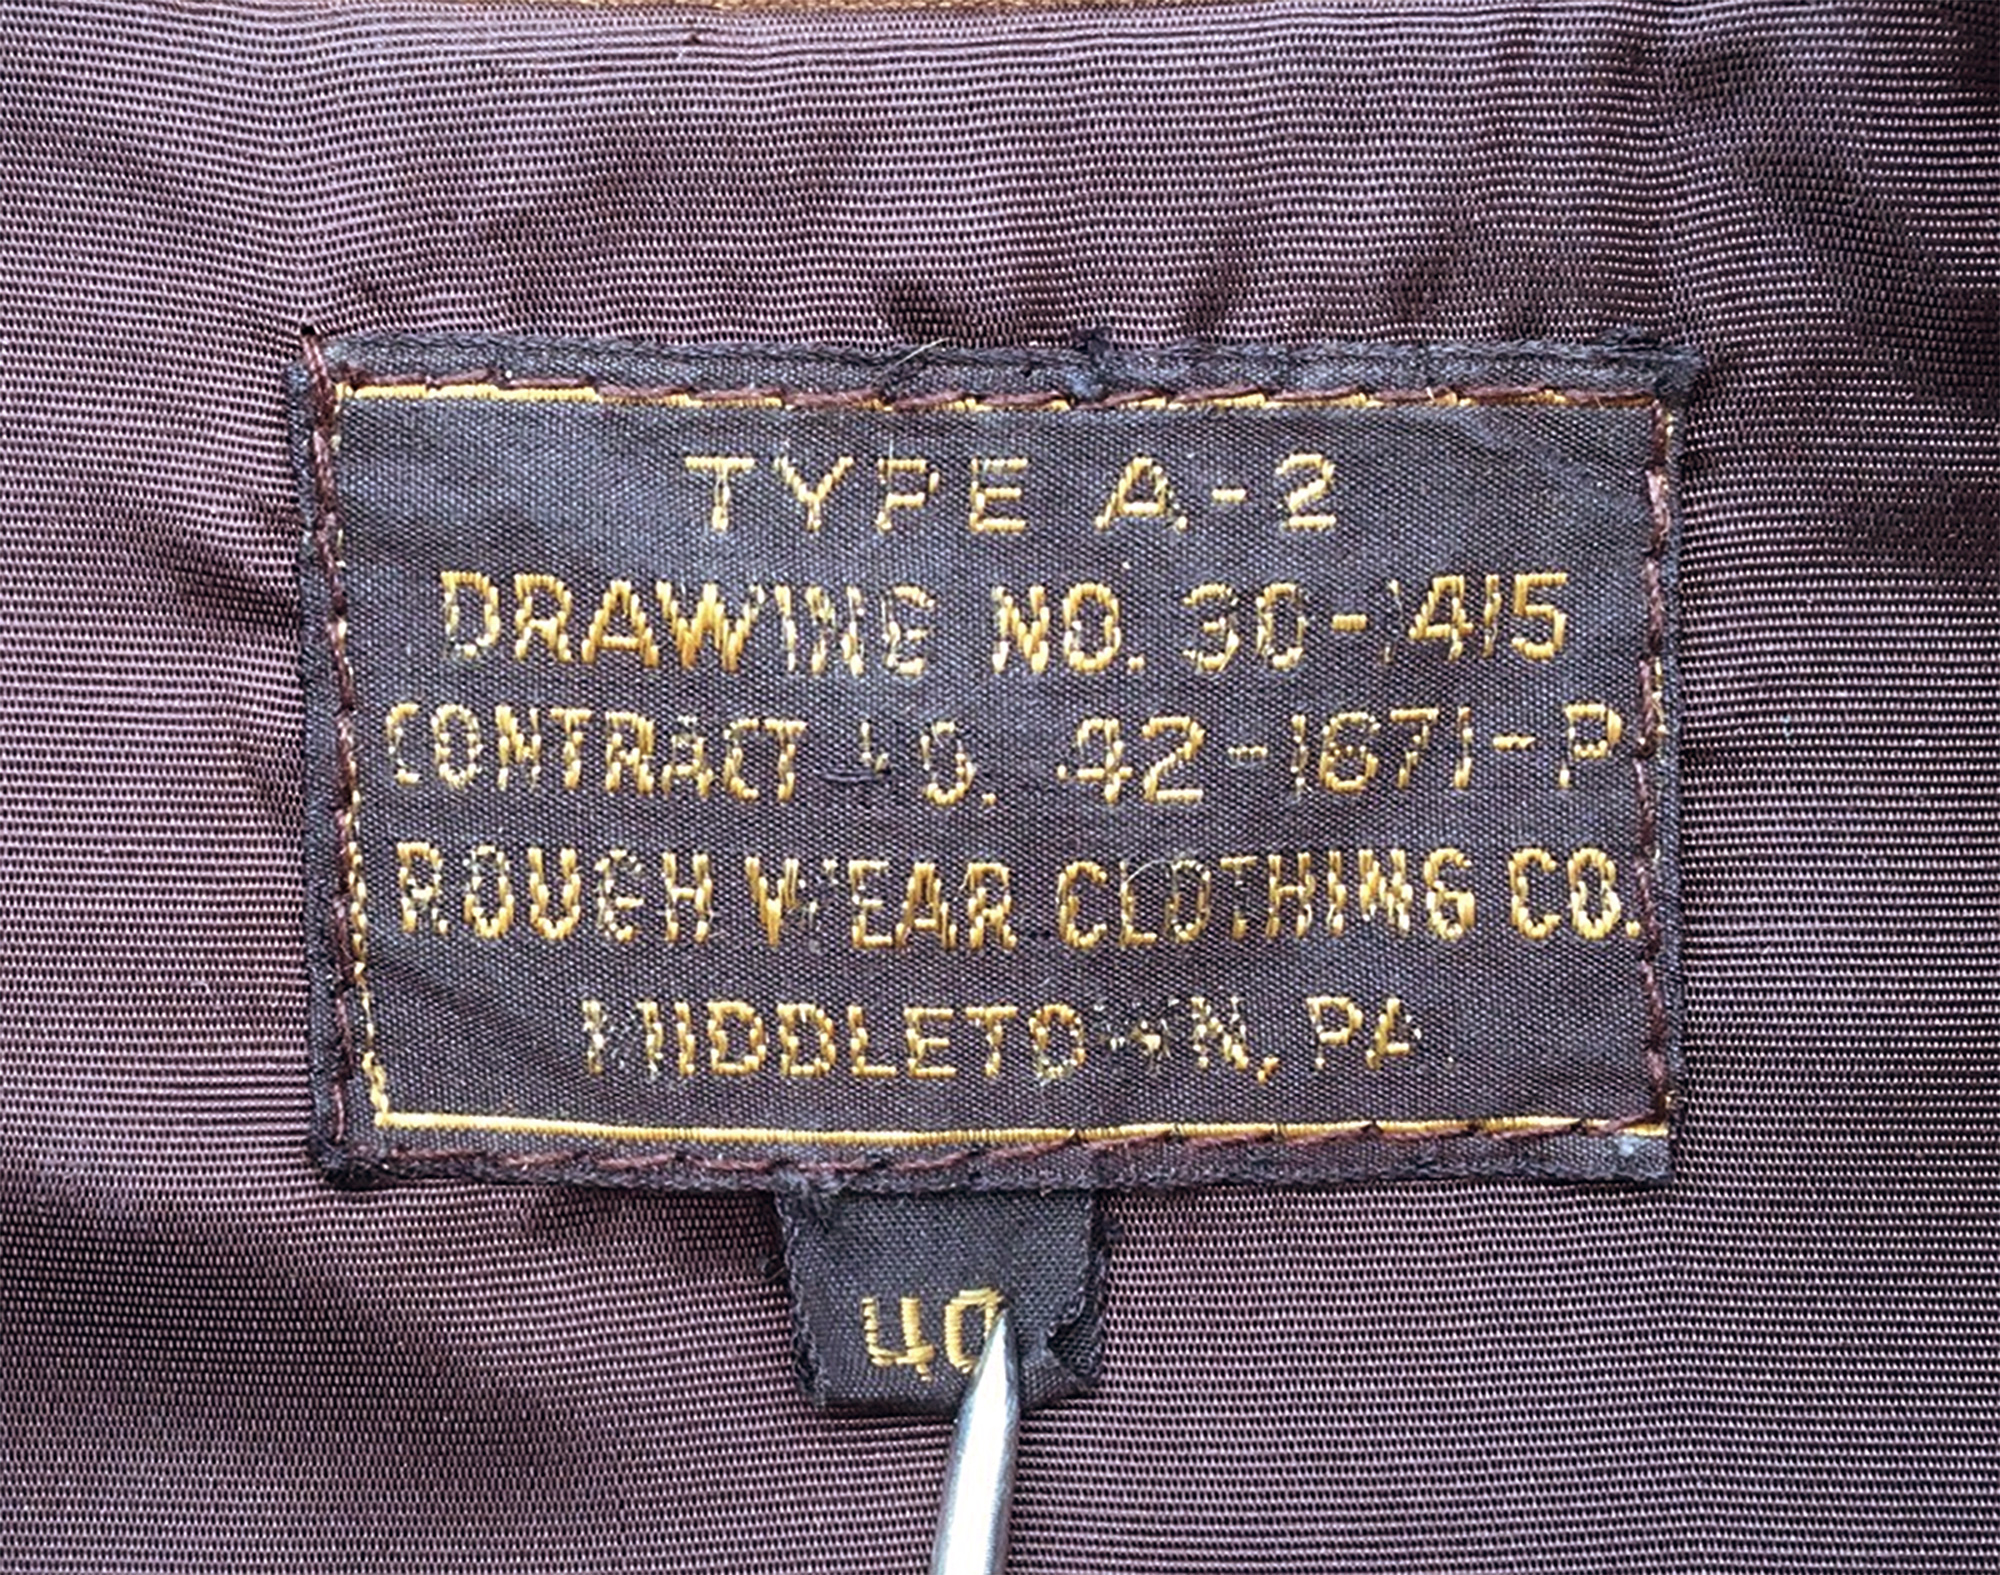 TYPE A-2
DRAWING NO. 30-1415
CONTRACT NO. 42-1671-P
ROUGH WEAR CLOTHING CO.
MIDDLETOWN, PA.
40